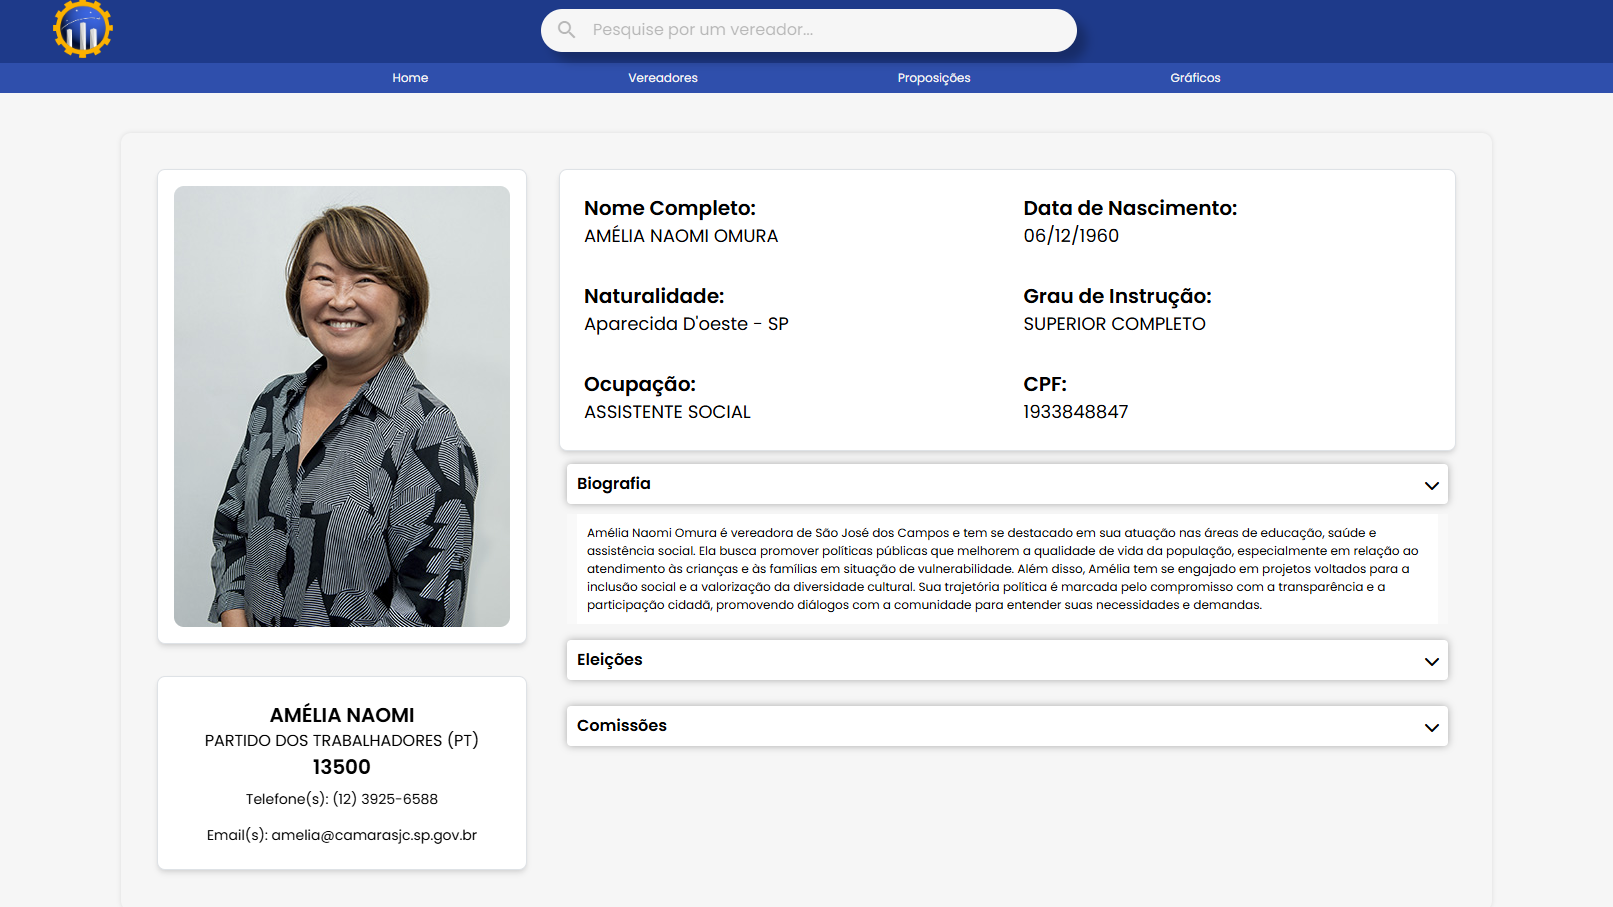 Pesquise por um vereador...
Home
Vereadores
Proposições
Gráficos
Nome Completo:
AMÉLIA NAOMI OMURA
Data de Nascimento:
06/12/1960
Naturalidade:
Aparecida D'oeste - SP
Grau de Instrução:
SUPERIOR COMPLETO
Ocupação:
ASSISTENTE SOCIAL
CPF:
1933848847
Biografia
Amélia Naomi Omura é vereadora de São José dos Campos e tem se destacado em sua atuação nas áreas de educação, saúde e
assistência social. Ela busca promover políticas públicas que melhorem a qualidade de vida da população, especialmente em relação ao
atendimento às crianças e às famílias em situação de vulnerabilidade. Além disso, Amélia tem se engajado em projetos voltados para a
inclusão social e a valorização da diversidade cultural. Sua trajetória política é marcada pelo compromisso com a transparência e a
participação cidadã, promovendo diálogos com a comunidade para entender suas necessidades e demandas.
Eleições
Comissões
AMÉLIA NAOMI
PARTIDO DOS TRABALHADORES (PT)
13500
Telefone(s): (12) 3925-6588
Email(s): amelia@camarasjc.sp.gov.br